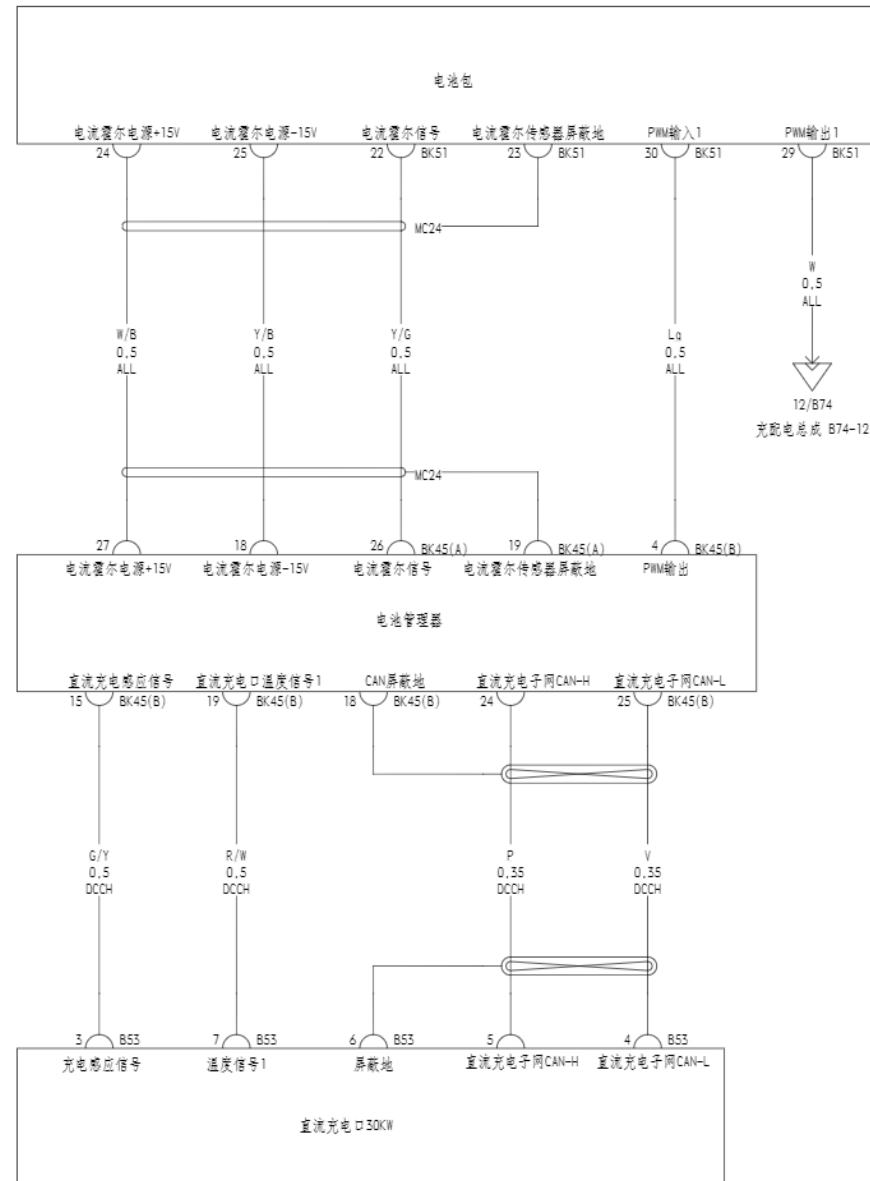 电池包
电流霍尔电源+15V 电流霍尔电源-15V 电流霍尔信号 电流霍尔传感器屏蔽地 PWM输入1 PWM输出1
24 25 22 BK51 23 BK51 30 BK51 29 BK51
MC24
W
0.5
ALL
W/B Y/B Y/G Lg
0.5 0.5 0.5 0.5
ALL ALL ALL ALL
12/B74
充配电总成 B74-12
MC24
27 18 26 BK45(A) 19 BK45(A) 4 BK45(B)
电流霍尔电源+15V 电流霍尔电源-15V 电流霍尔信号 电流霍尔传感器屏蔽地 PWM输出
电池管理器
直流充电感应信号 直流充电口温度信号1 CAN屏蔽地 直流充电子网CAN-H 直流充电子网CAN-L
15 BK45(B) 19 BK45(B) 18 BK45(B) 24 25 BK45(B)
G/Y R/W P V
0.5 0.5 0.35 0.35
DCCH DCCH DCCH DCCH
3 B53 7 B53 6 B53 5 4 B53
充电感应信号 温度信号1 屏蔽地 直流充电子网CAN-H 直流充电子网CAN-L
直流充电口30KW